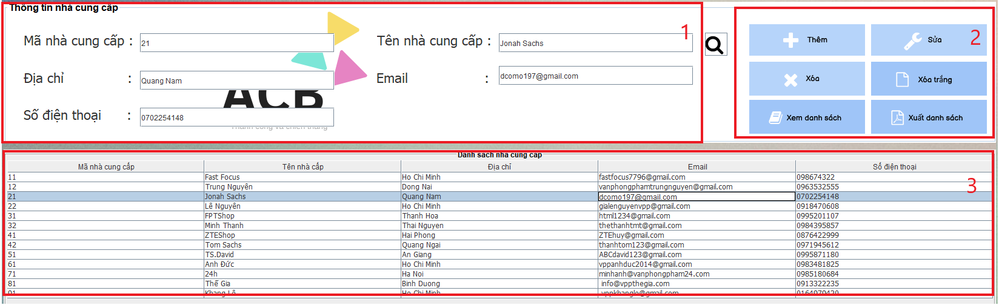 Thông tin nhà cung cấp
1
2
Mã nhà cung cấp : 21
Tên nhà cung cấp : Jonah Sachs
Thêm
Sửa
Địa chỉ : Quang Nam
Email : dcomo197@gmail.com
Xóa
Xóa trắng
ACB
Số điện thoại : 0702254148
Thành công và chiến thắng
Xem danh sách
Xuất danh sách
Danh sách nhà cung cấp
Mã nhà cung cấp Tên nhà cấp Địa chỉ Email Số điện thoại
3
11 Fast Focus Ho Chi Minh fastfocus7796@gmail.com 098674322
12 Trung Nguyên Dong Nai vanphongphamtrungnguyen@gmail.com 0963532555
21 Jonah Sachs Quang Nam dcomo197@gmail.com 0702254148
22 Lê Nguyên Ho Chi Minh gialenguyenvpp@gmail.com 0918470608
31 FPTShop Thanh Hoa html1234@gmail.com 0995201107
32 Minh Thanh Thai Nguyen thethanhtmt@gmail.com 0984395857
41 ZTEShop Hai Phong ZTEhuy@gmail.com 0876422999
42 Tom Sachs Quang Ngai thanhtom123@gmail.com 0971945612
51 TS.David An Giang ABCdavid123@gmail.com 0995871180
61 Anh Đức Ho Chi Minh vppanhduc2014@gmail.com 0983481825
71 24h Ha Noi minhanh@vanphongpham24.com 0985180684
81 Thế Gia Binh Duong info@vppthegia.com 0913322235
91 Khang Lê Ho Chi Minh vppkhangle@gmail.com 0164979420